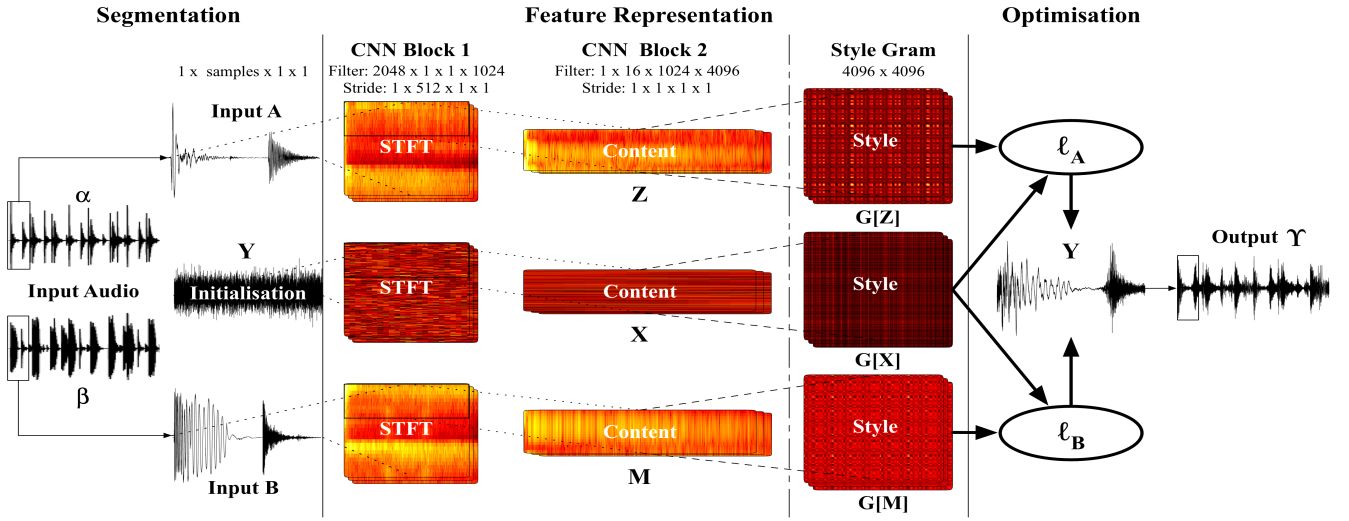 Segmentation
Feature Representation
Optimisation
1 x samples x 1 x 1
CNN Block 1
Filter: 2048 x 1 x 1 x 1024
Stride: 1 x 512 x 1 x 1
CNN Block 2
Filter: 1 x 16 x 1024 x 4096
Stride: 1 x 1 x 1 x 1
Style Gram
4096 x 4096
Input A
STFT
Content
Z
Style
G[Z]
ℓA
α
Input Audio
β
Y
Initialisation
STFT
Content
X
Style
G[X]
Y
Output ϒ
Input B
STFT
Content
M
Style
G[M]
ℓB